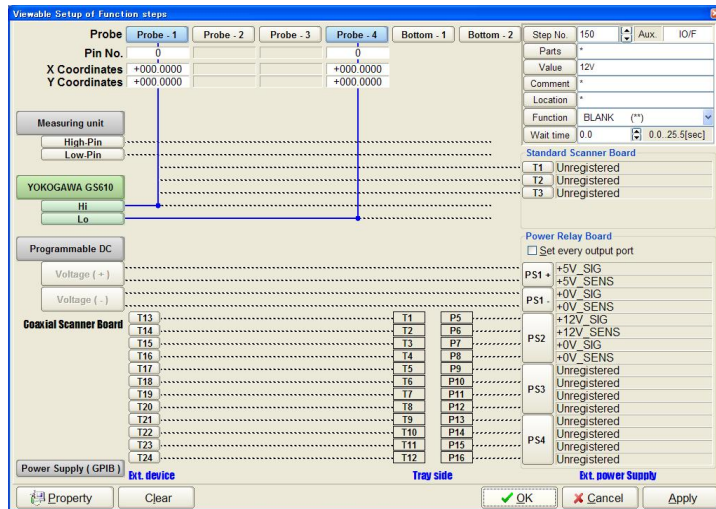 Viewable Setup of Function steps
Probe Probe - 1 Probe - 2 Probe - 3 Probe - 4 Bottom - 1 Bottom - 2
Pin No. 0 0
X Coordinates +000.0000 +000.0000
Y Coordinates +000.0000 +000.0000
Step No. 150 Aux. IO/F
Parts *
Value 12V
Comment *
Location *
Function BLANK (**)
Wait time 0.0 0.0..25.5[sec]
Measuring unit
High-Pin
Low-Pin
YOKOGAWA GS610
Hi
Lo
Programmable DC
Voltage ( + )
Voltage ( - )
Standard Scanner Board
T1 Unregistered
T2 Unregistered
T3 Unregistered
Power Relay Board
Set every output port
PS1 + +5V_SIG
+5V_SENS
PS1 - +0V_SIG
+0V_SENS
PS2 +12V_SIG
+12V_SENS
+0V_SIG
+0V_SENS
PS3 Unregistered
Unregistered
Unregistered
Unregistered
PS4 Unregistered
Unregistered
Unregistered
Unregistered
Coaxial Scanner Board
T13 T1 P5
T14 T2 P6
T15 T3 P7
T16 T4 P8
T17 T5 P9
T18 T6 P10
T19 T7 P11
T20 T8 P12
T21 T9 P13
T22 T10 P14
T23 T11 P15
T24 T12 P16
Power Supply ( GPIB )
Ext. device Tray side Ext. power Supply
Property Clear OK Cancel Apply